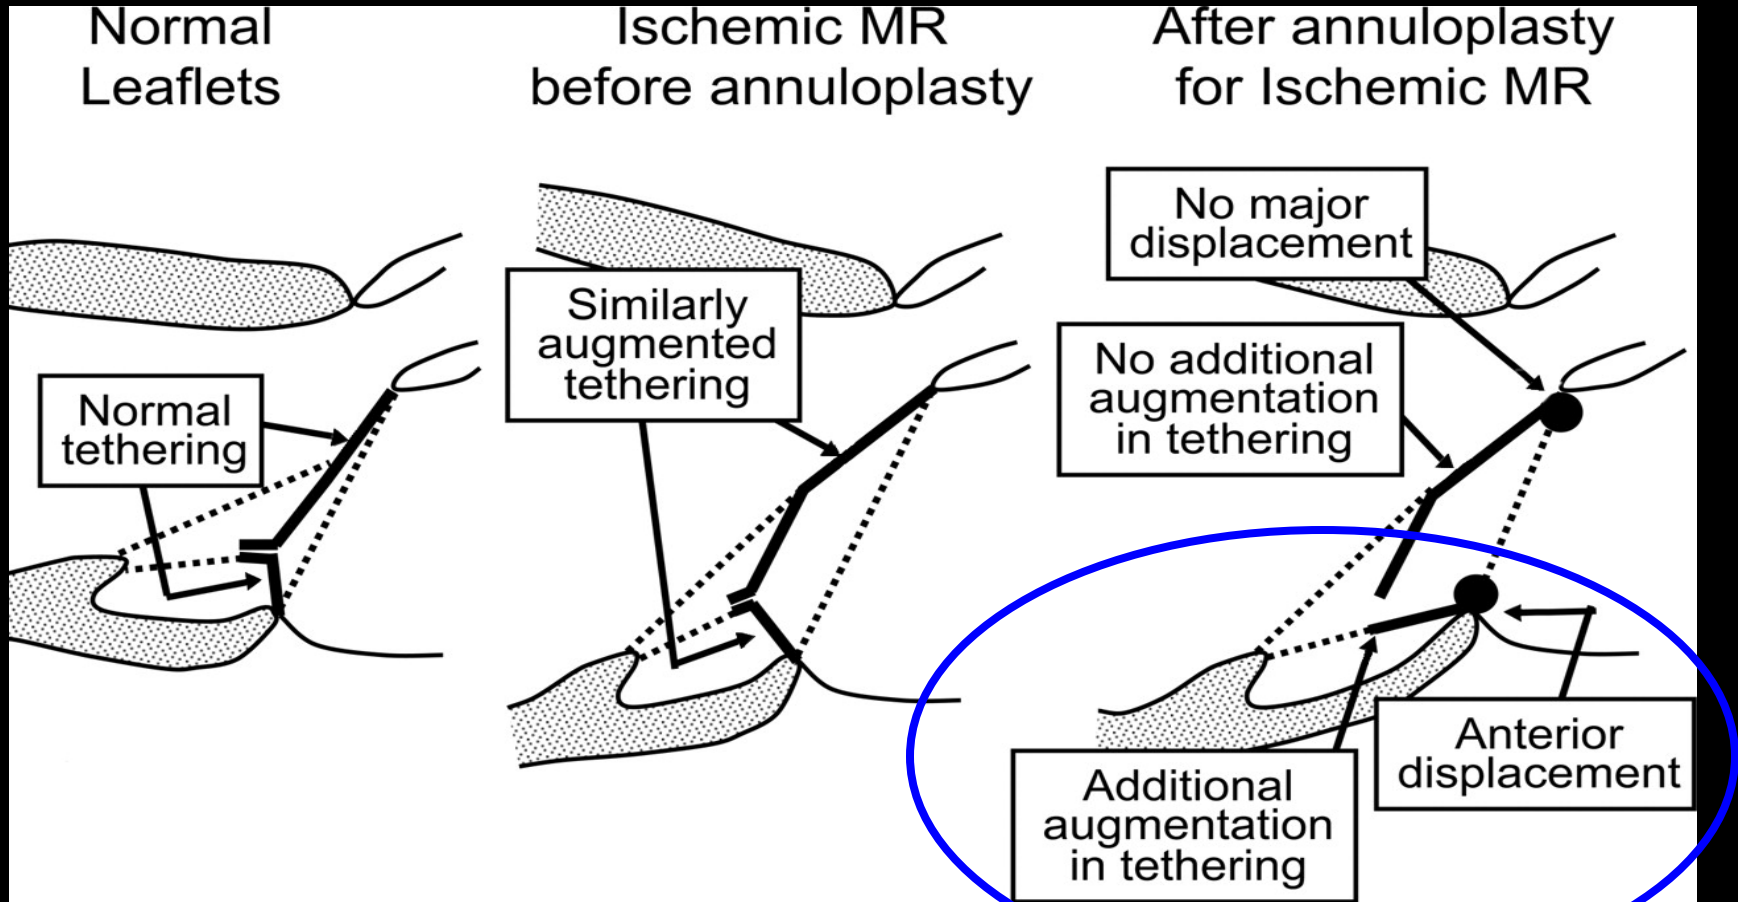 Normal
Leaflets
Ischemic MR
before annuloplasty
After annuloplasty
for Ischemic MR
Normal
tethering
Similarly
augmented
tethering
No major
displacement
No additional
augmentation
in tethering
Additional
augmentation
in tethering
Anterior
displacement